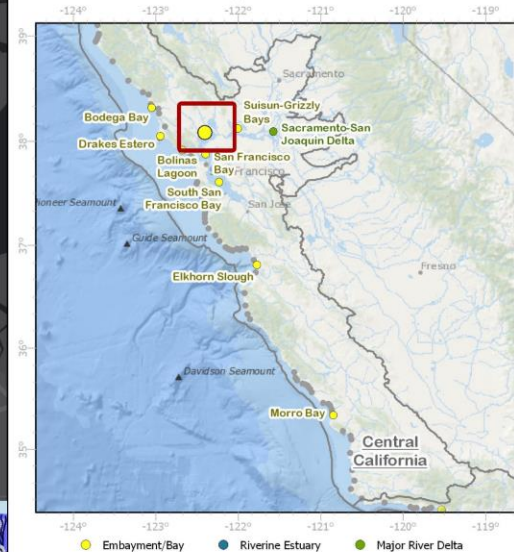 39°
Sacramento
Suisun-Grizzly
Bays
Bodega Bay
Sacramento-San
Joaquin Delta
38°
Drakes Estero
Bolinas
Lagoon
San Francisco
Bay
Francisco
South San
Francisco Bay
San Jose
Pioneer Seamount
Guide Seamount
37°
Fresno
Elkhorn Slough
36°
Davidson Seamount
Morro Bay
Central
California
35°
-124° -123° -122° -121° -120° -119°
-124° -123° -122° -121° -120° -119°
Embayment/Bay Riverine Estuary Major River Delta